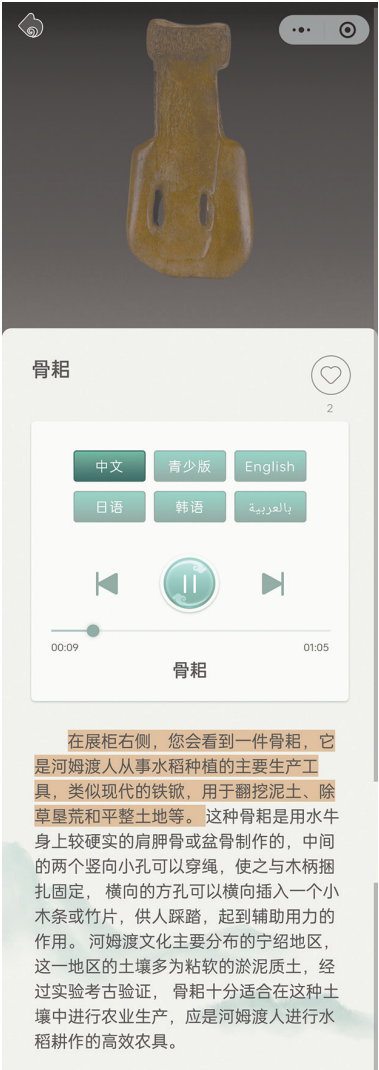 骨耜
2
中文
青少版
English
日语
韩语
بالعربية
00:09
01:05
骨耜
在展柜右侧，您会看到一件骨耜，它
是河姆渡人从事水稻种植的主要生产工
具，类似现代的铁锨，用于翻挖泥土、除
草垦荒和平整土地等。这种骨耜是用水牛
身上较硬实的肩胛骨或盆骨制作的，中间
的两个竖向小孔可以穿绳，使之与木柄捆
扎固定， 横向的方孔可以横向插入一个小
木条或竹片，供人踩踏，起到辅助用力的
作用。 河姆渡文化主要分布的宁绍地区，
这一地区的土壤多为粘软的淤泥质土，经
过实验考古验证， 骨耜十分适合在这种土
壤中进行农业生产，应是河姆渡人进行水
稻耕作的高效农具。